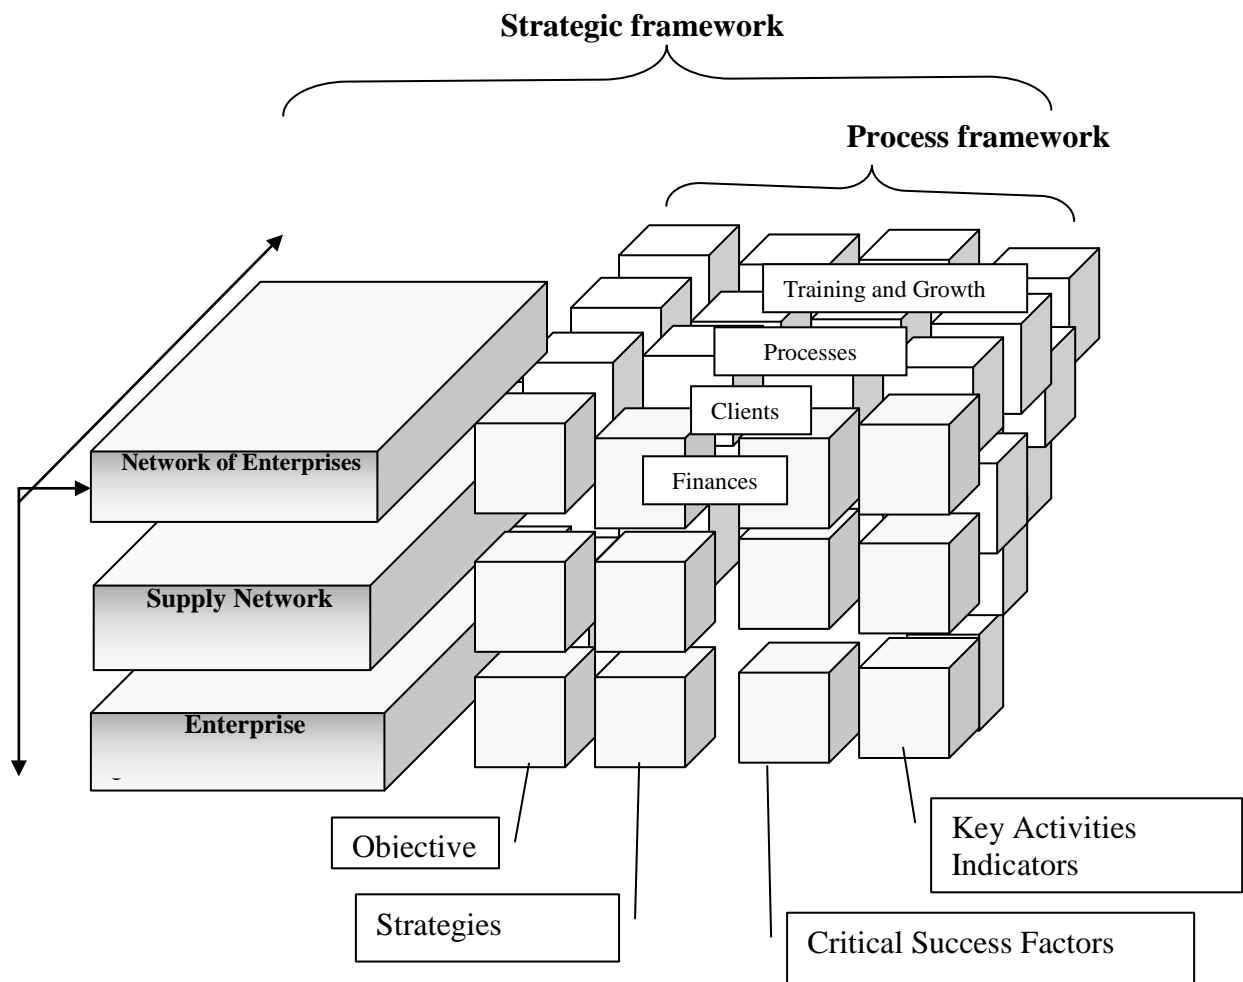 Strategic framework
Process framework
Training and Growth
Processes
Clients
Network of Enterprises
Finances
Supply Network
Enterprise
Objective
Key Activities
Indicators
Strategies
Critical Success Factors